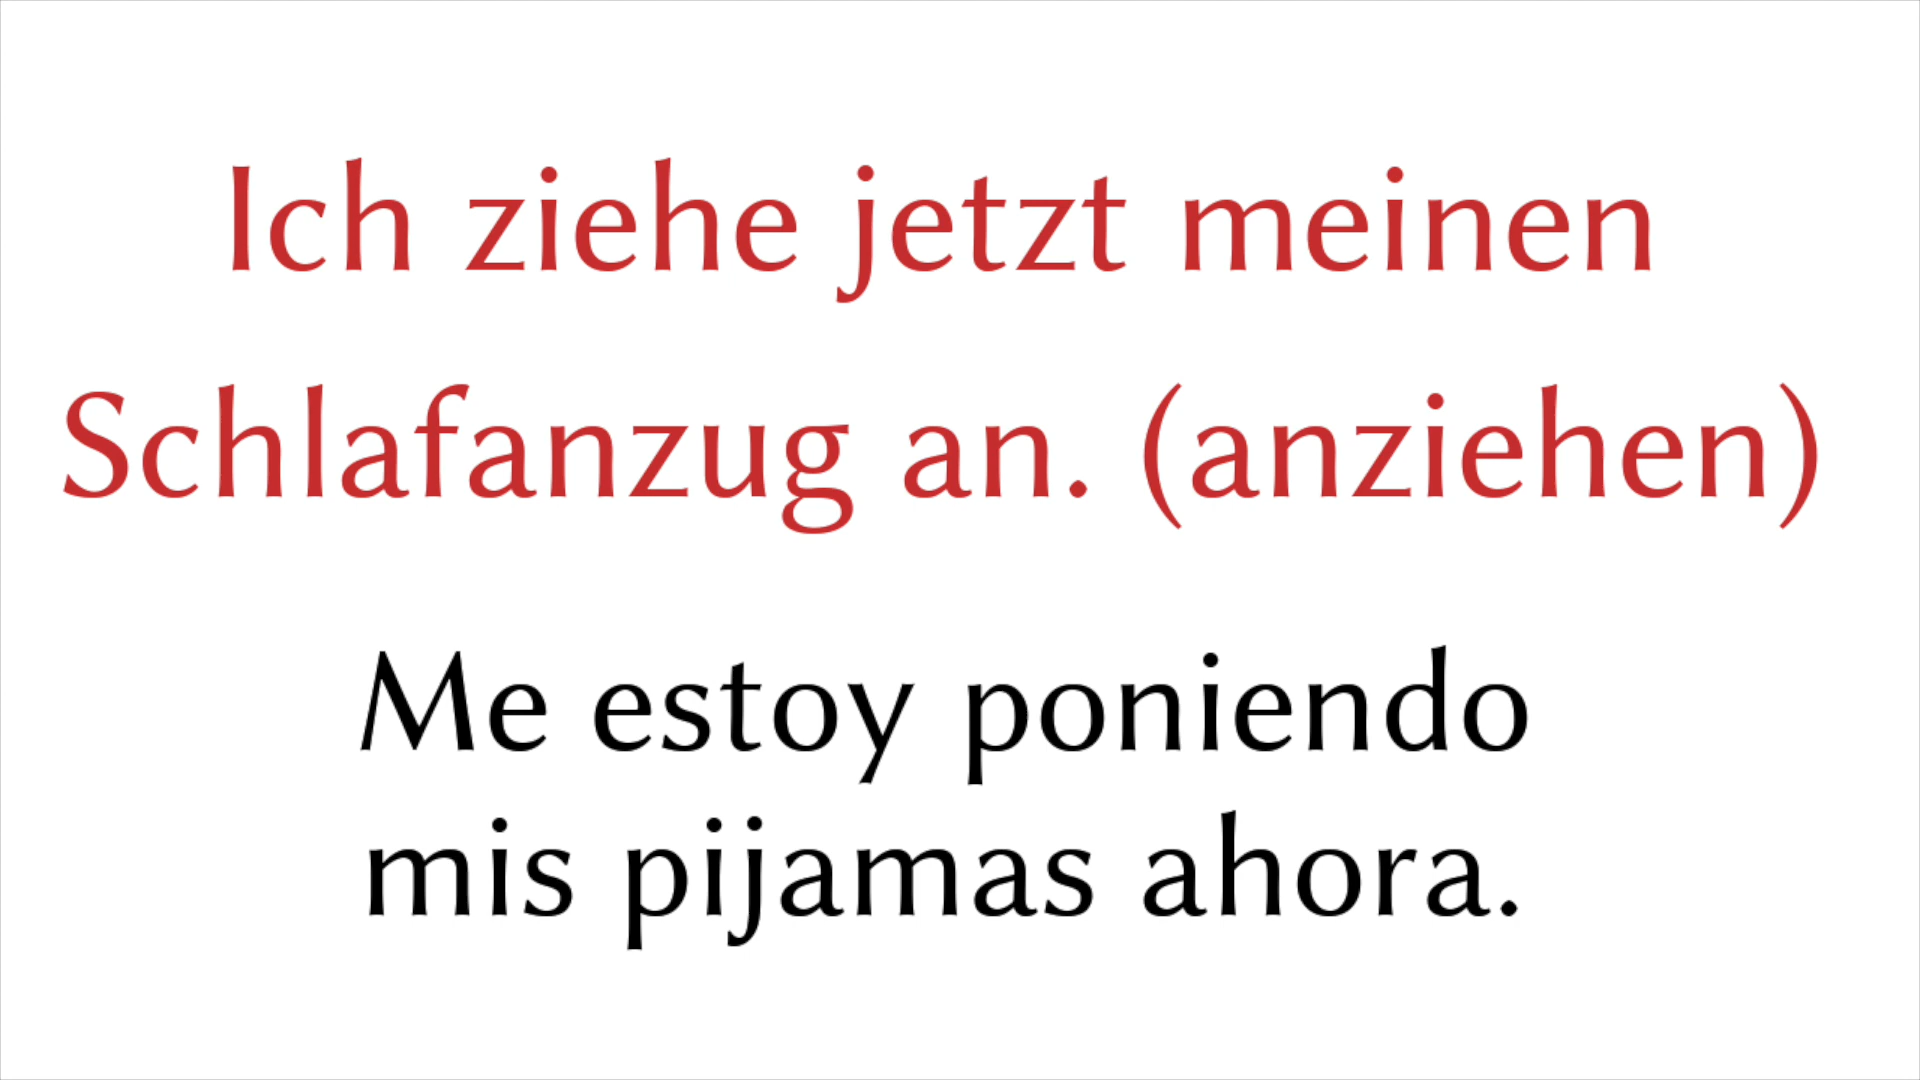 Ich ziehe jetzt meinen
Schlafanzug an. (anziehen)
Me estoy poniendo
mis pijamas ahora.